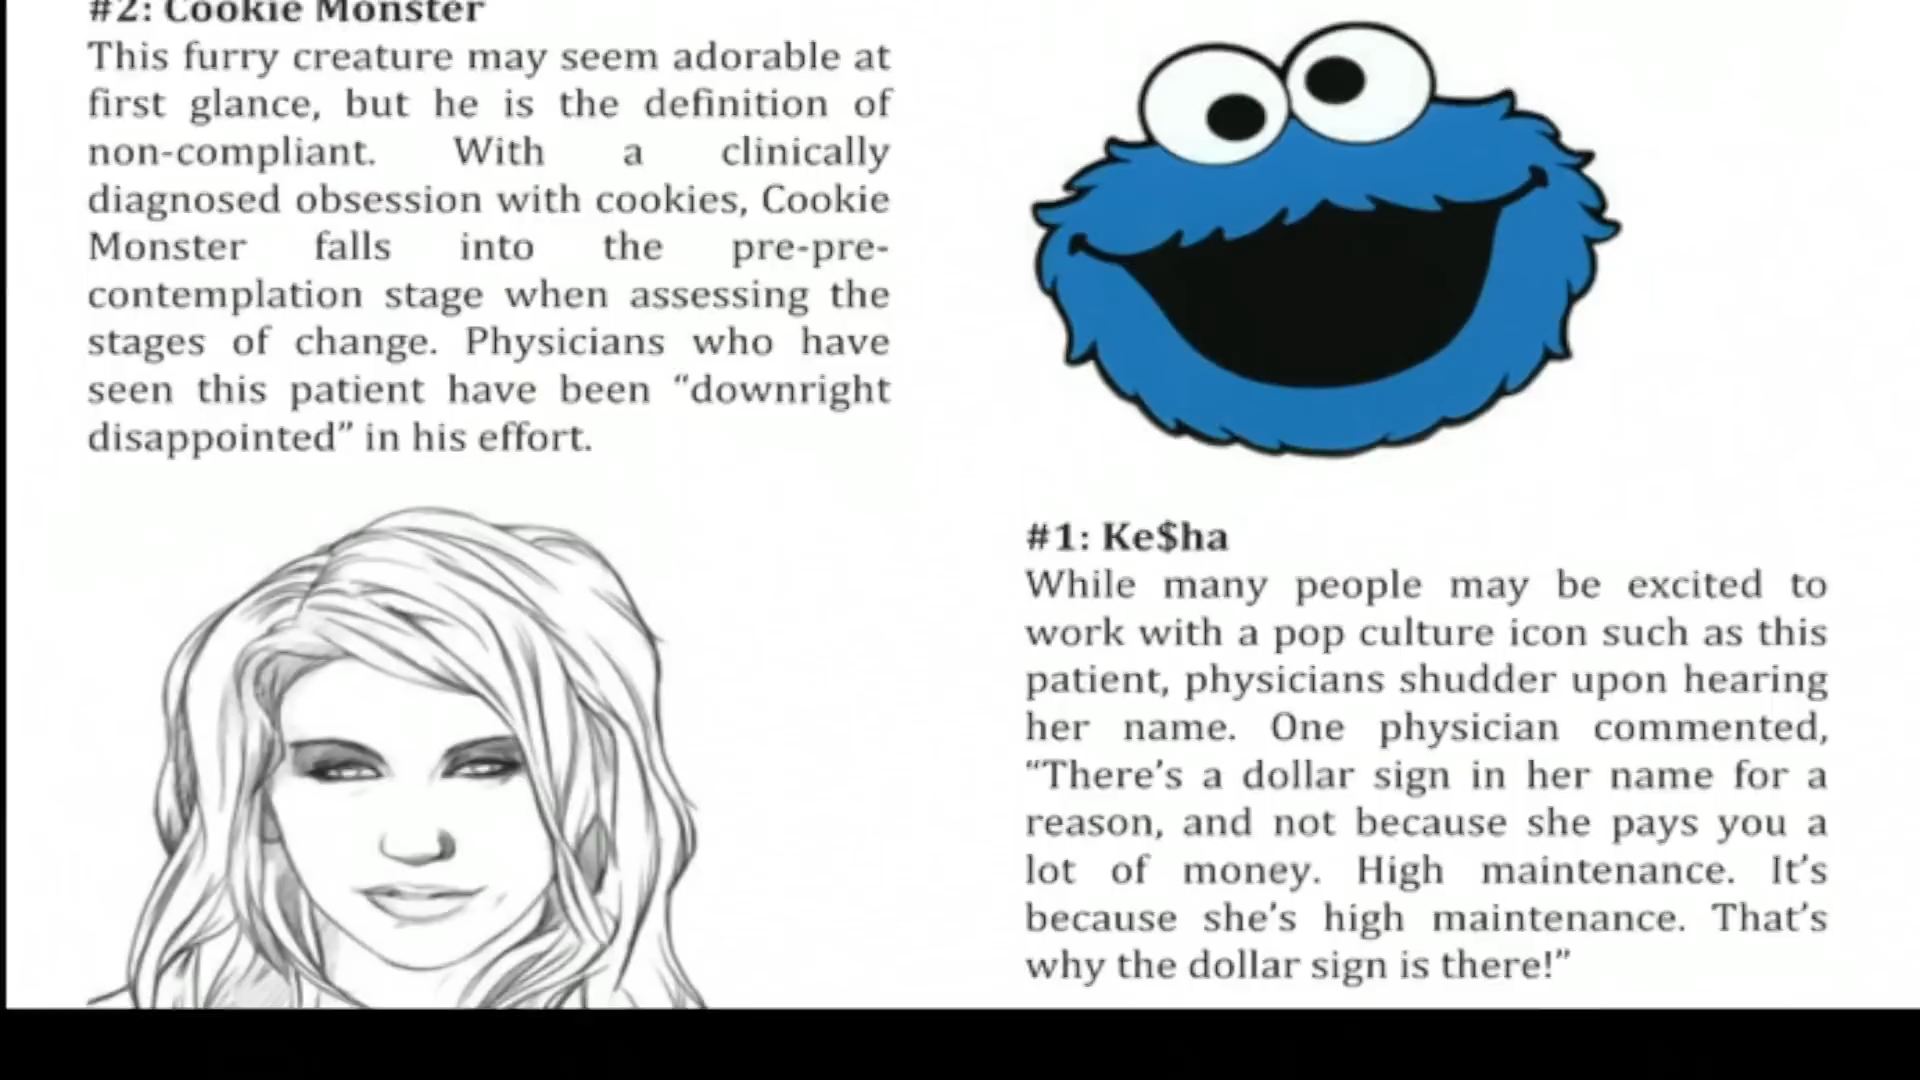 #2: Cookie Monster
This furry creature may seem adorable at
first glance, but he is the definition of
non-compliant. With a clinically
diagnosed obsession with cookies, Cookie
Monster falls into the pre-pre-
contemplation stage when assessing the
stages of change. Physicians who have
seen this patient have been “downright
disappointed” in his effort.
#1: Ke$ha
While many people may be excited to
work with a pop culture icon such as this
patient, physicians shudder upon hearing
her name. One physician commented,
“There’s a dollar sign in her name for a
reason, and not because she pays you a
lot of money. High maintenance. It’s
because she’s high maintenance. That’s
why the dollar sign is there!”